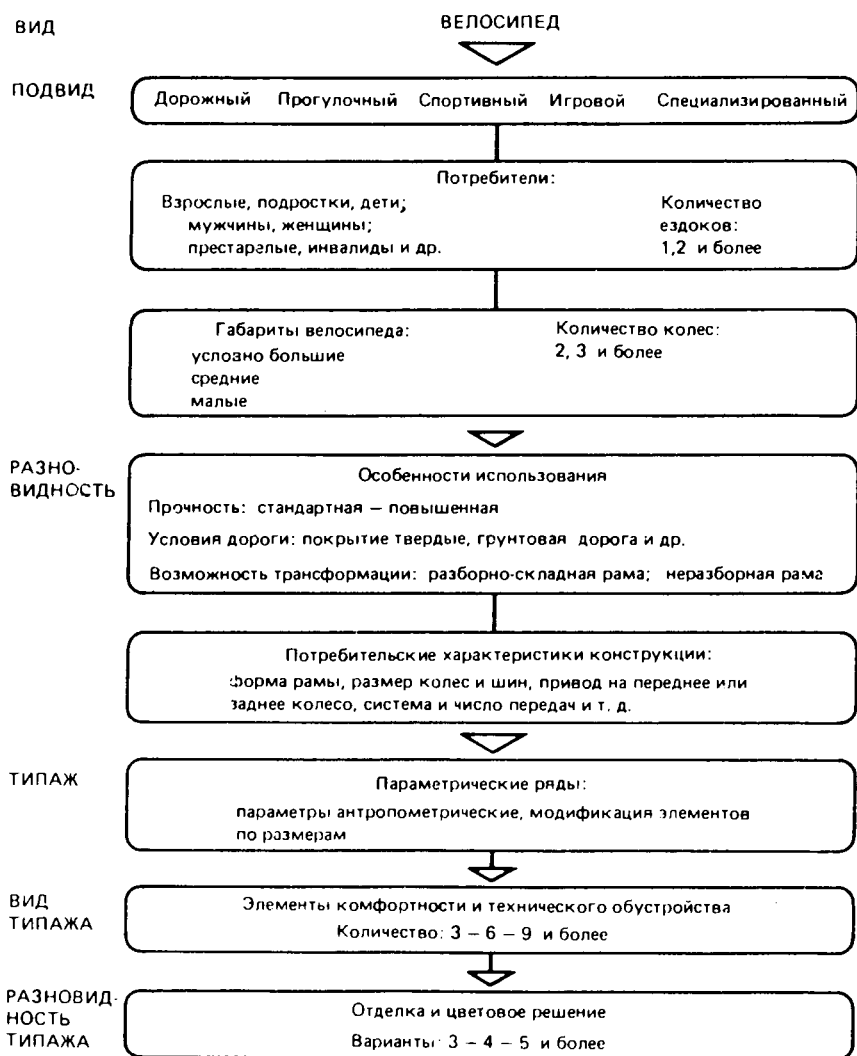 ВИД
ВЕЛОСИПЕД
ПОДВИД
Дорожный Прогулочный Спортивный Игровой Специализированный
Потребители:
Взрослые, подростки, дети;
мужчины, женщины;
престарелые, инвалиды и др.
Количество
ездоков:
1,2 и более
Габариты велосипеда:
условно большие
средние
малые
Количество колес:
2, 3 и более
РАЗНО-
ВИДНОСТЬ
Особенности использования
Прочность: стандартная — повышенная
Условия дороги: покрытие твердые, грунтовая дорога и др.
Возможность трансформации: разборно-складная рама; неразборная рама
Потребительские характеристики конструкции:
форма рамы, размер колес и шин, привод на переднее или
заднее колесо, система и число передач и т. д.
ТИПАЖ
Параметрические ряды:
параметры антропометрические, модификация элементов
по размерам
ВИД
ТИПАЖА
Элементы комфортности и технического обустройства
Количество: 3 — 6 — 9 и более
РАЗНОВИД-
НОСТЬ
ТИПАЖА
Отделка и цветовое решение
Варианты: 3 — 4 — 5 и более